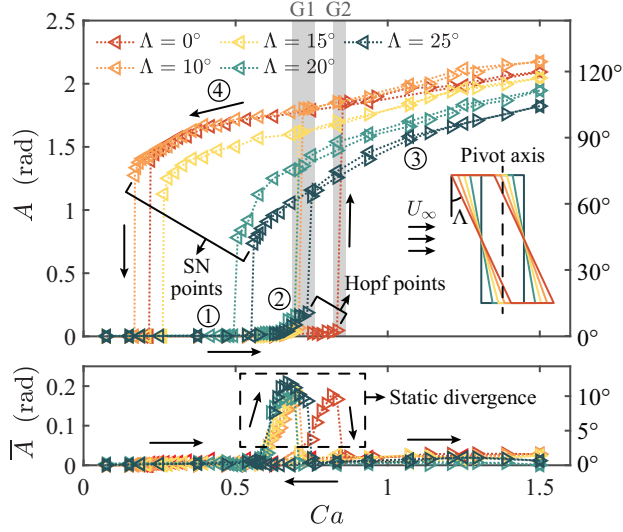 G1 G2
Λ = 0° Λ = 15° Λ = 25°
Λ = 10° Λ = 20°
A (rad)
2.5
2
1.5
1
0.5
0
120°
90°
60°
30°
0°
④
③
②
①
Pivot axis
Λ
U∞
SN
points
Hopf points
A̅ (rad)
0.2
0.1
0
10°
5°
0°
Static divergence
0 0.5 1.0 1.5
Ca